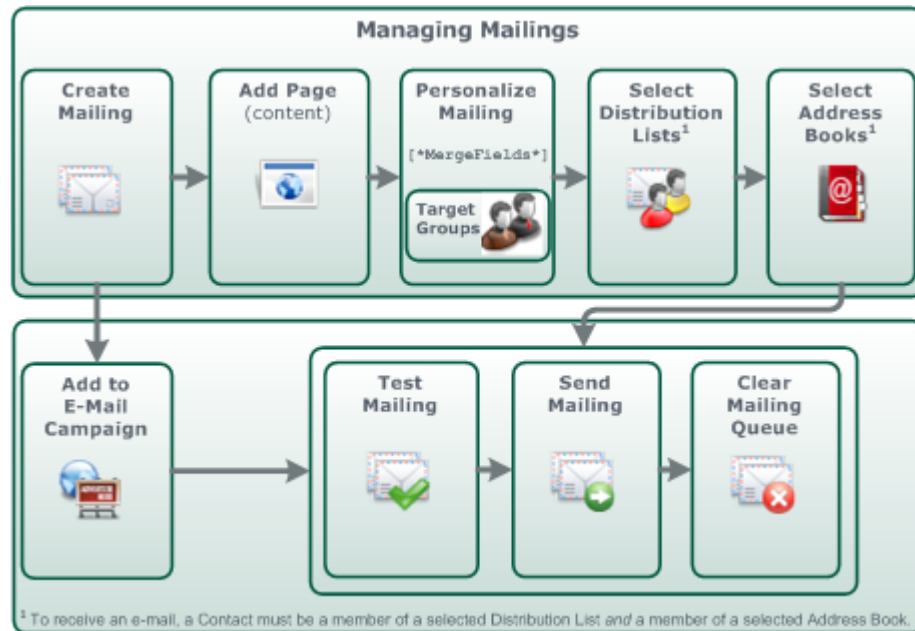 Managing Mailings
Create
Mailing
Add Page
(content)
Personalize
Mailing
[*MergeFields*]
Target
Groups
Select
Distribution
Lists¹
Select
Address
Books¹
Add to
E-Mail
Campaign
Test
Mailing
Send
Mailing
Clear
Mailing
Queue
¹ To receive an e-mail, a Contact must be a member of a selected Distribution List and a member of a selected Address Book.